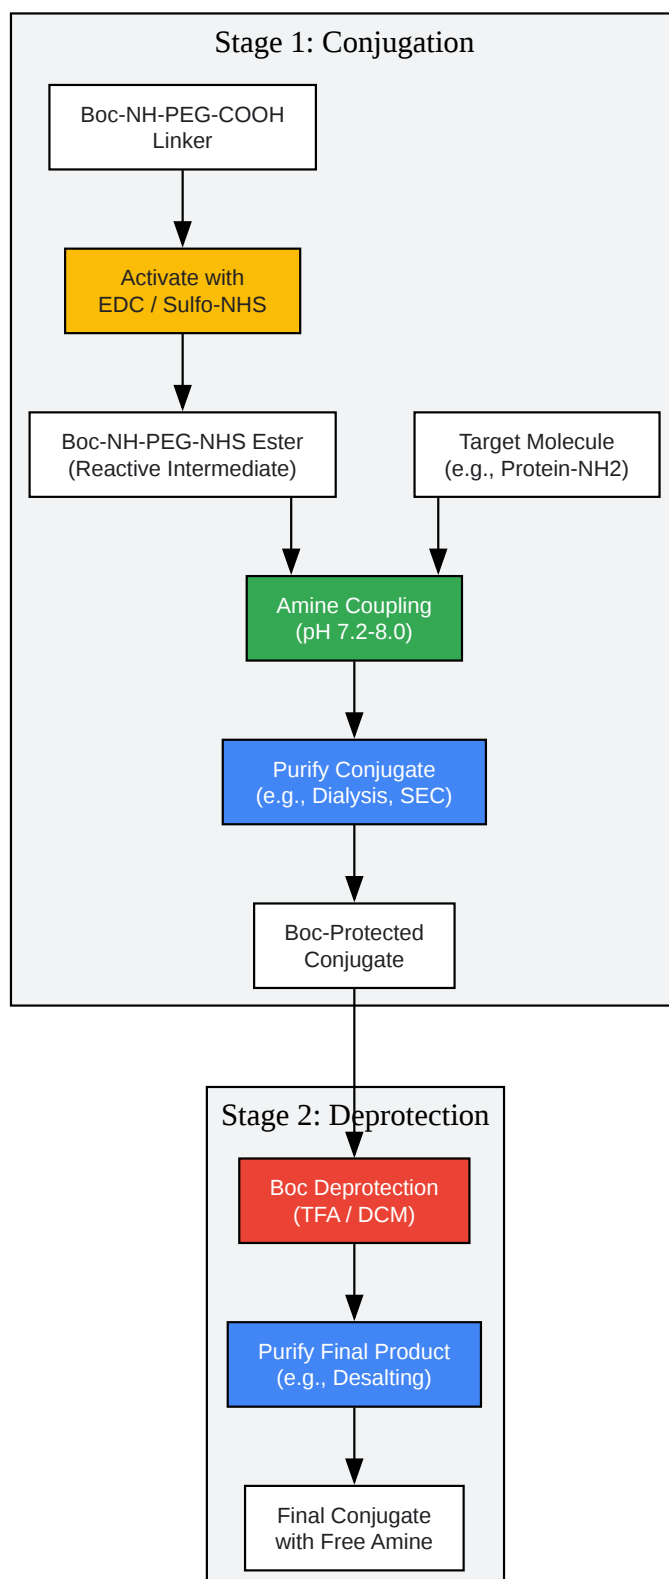 Stage 1: Conjugation
Boc-NH-PEG-COOH
Linker
Activate with
EDC / Sulfo-NHS
Boc-NH-PEG-NHS Ester
(Reactive Intermediate)
Target Molecule
(e.g., Protein-NH2)
Amine Coupling
(pH 7.2-8.0)
Purify Conjugate
(e.g., Dialysis, SEC)
Boc-Protected
Conjugate
Stage 2: Deprotection
Boc Deprotection
(TFA / DCM)
Purify Final Product
(e.g., Desalting)
Final Conjugate
with Free Amine